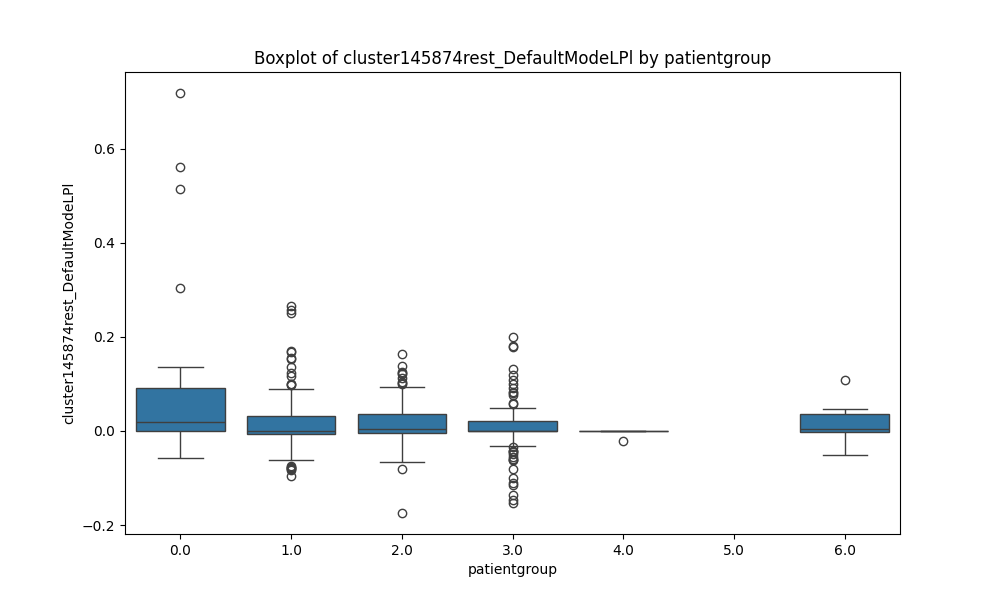 Boxplot of cluster145874rest_DefaultModeLPl by patientgroup
cluster145874rest_DefaultModeLPl
0.6
0.4
0.2
0.0
−0.2
0.0 1.0 2.0 3.0 4.0 5.0 6.0
patientgroup